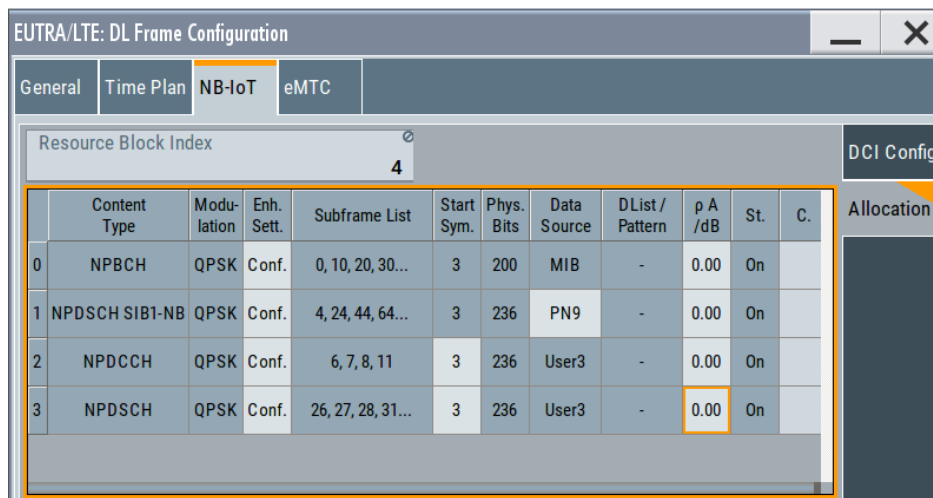 EUTRA/LTE: DL Frame Configuration
General Time Plan NB-IoT eMTC
Resource Block Index
4
DCI Config
Allocation
Content Type Modu-lation Enh. Sett. Subframe List Start Sym. Phys. Bits Data Source DList / Pattern ρ A /dB St. C.
0 NPBCH QPSK Conf. 0, 10, 20, 30... 3 200 MIB - 0.00 On
1 NPDSCH SIB1-NB QPSK Conf. 4, 24, 44, 64... 3 236 PN9 - 0.00 On
2 NPDCCH QPSK Conf. 6, 7, 8, 11 3 236 User3 - 0.00 On
3 NPDSCH QPSK Conf. 26, 27, 28, 31... 3 236 User3 - 0.00 On